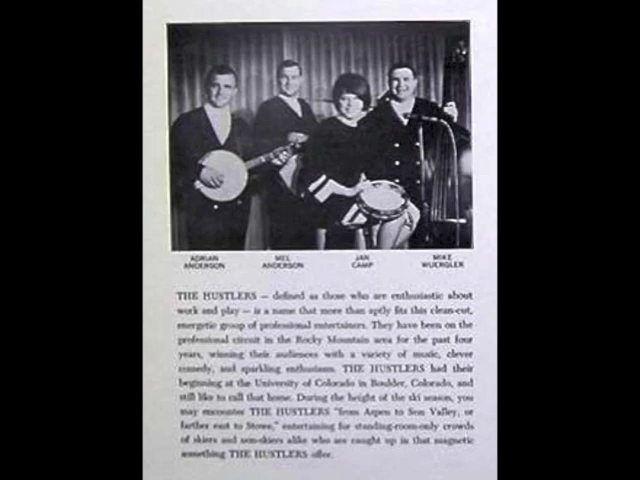 ADRIAN ANDERSON
MEL ANDERSON
JAN CAMP
MIKE WUERGLER
THE HUSTLERS — defined as those who are enthusiastic about
work and play — is a name that more than aptly fits this clean-cut,
energetic group of professional entertainers. They have been on the
professional circuit in the Rocky Mountain area for the past four
years, winning their audiences with a variety of music, clever
comedy, and sparkling enthusiasm. THE HUSTLERS had their
beginning at the University of Colorado in Boulder, Colorado, and
still like to call that home. During the height of the ski season, you
may encounter THE HUSTLERS "from Aspen to Sun Valley, or
farther east to Stowe," entertaining for standing-room-only crowds
of skiers and non-skiers alike who are caught up in that magnetic
something THE HUSTLERS offer.